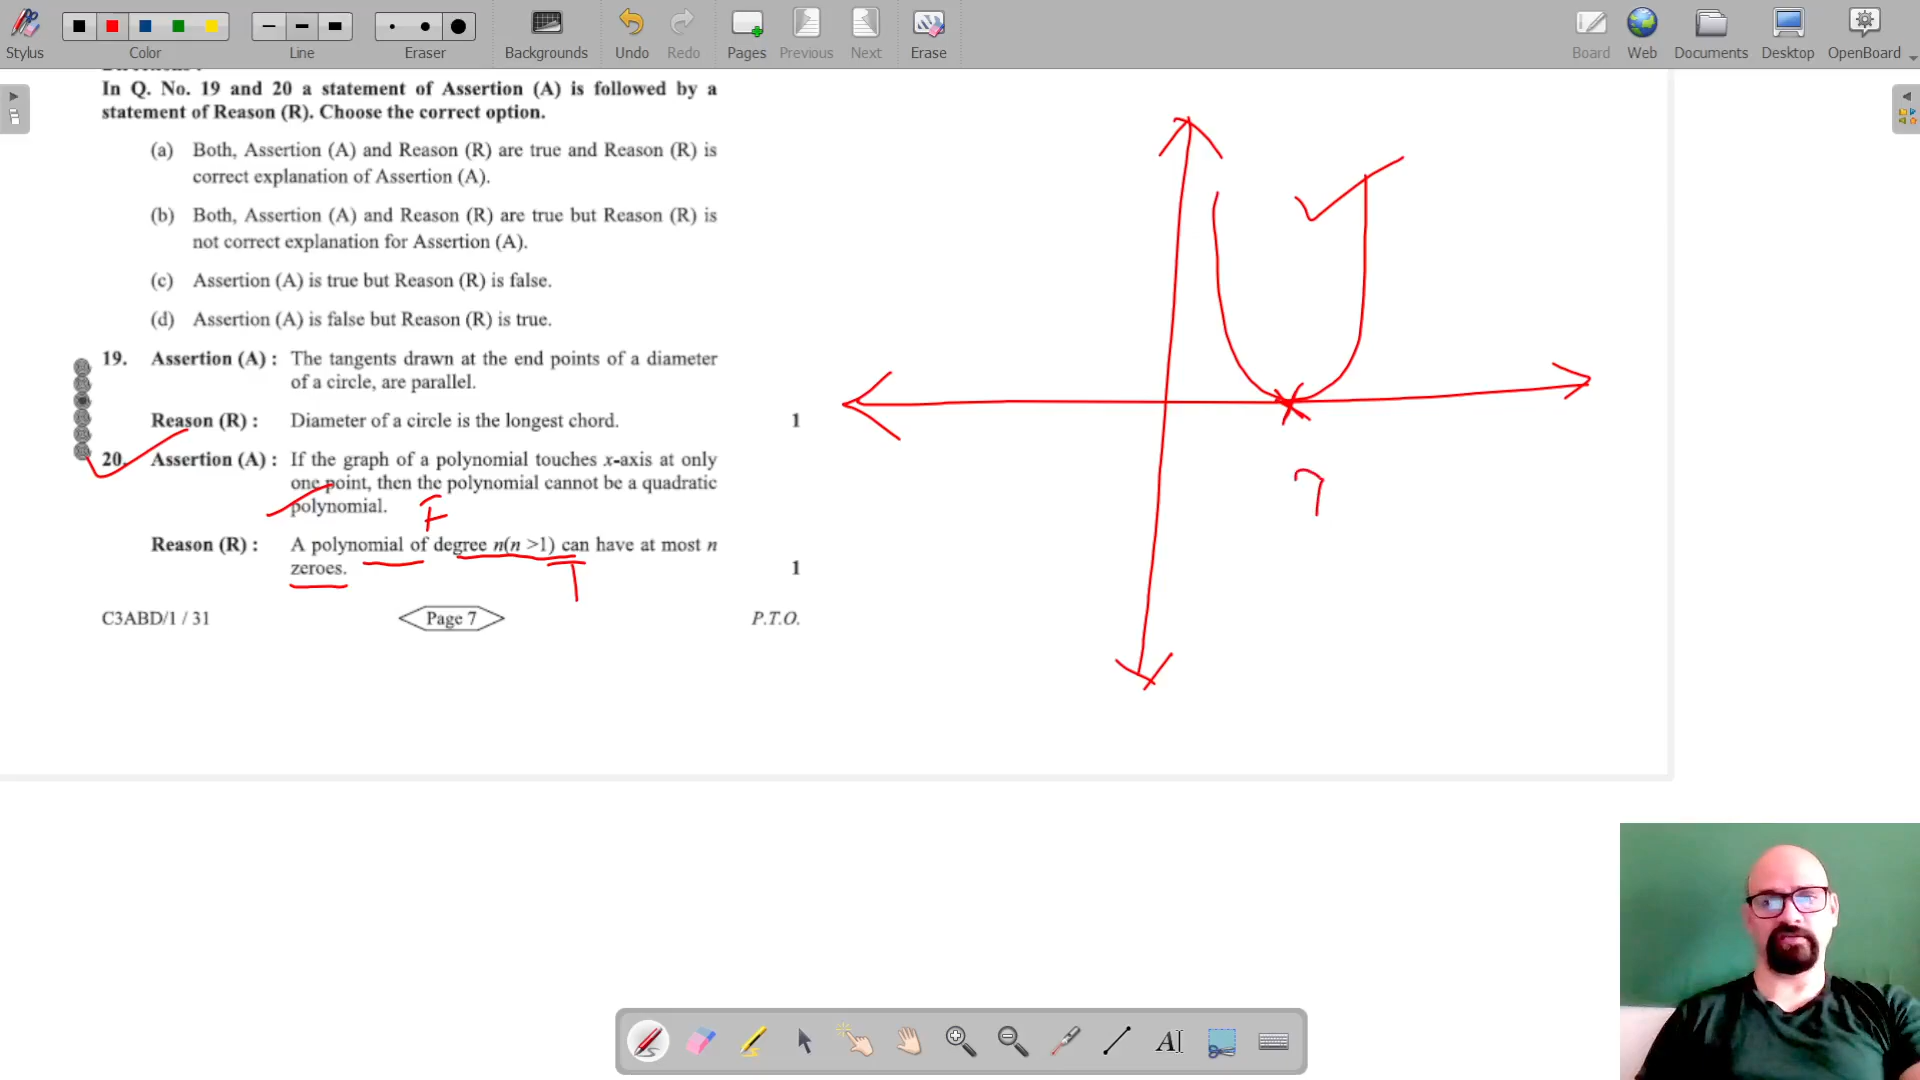 Stylus
Color
Line
Eraser
Backgrounds
Undo
Redo
Pages
Previous
Next
Erase
Board
Web
Documents
Desktop
OpenBoard
In Q. No. 19 and 20 a statement of Assertion (A) is followed by a
statement of Reason (R). Choose the correct option.
(a) Both, Assertion (A) and Reason (R) are true and Reason (R) is
correct explanation of Assertion (A).
(b) Both, Assertion (A) and Reason (R) are true but Reason (R) is
not correct explanation for Assertion (A).
(c) Assertion (A) is true but Reason (R) is false.
(d) Assertion (A) is false but Reason (R) is true.
19. Assertion (A) : The tangents drawn at the end points of a diameter
of a circle, are parallel.
Reason (R) : Diameter of a circle is the longest chord. 1
20. Assertion (A) : If the graph of a polynomial touches x-axis at only
one point, then the polynomial cannot be a quadratic
polynomial.
F
Reason (R) : A polynomial of degree n(n >1) can have at most n
zeroes. 1
T
C3ABD/1 / 31 Page 7 P.T.O.